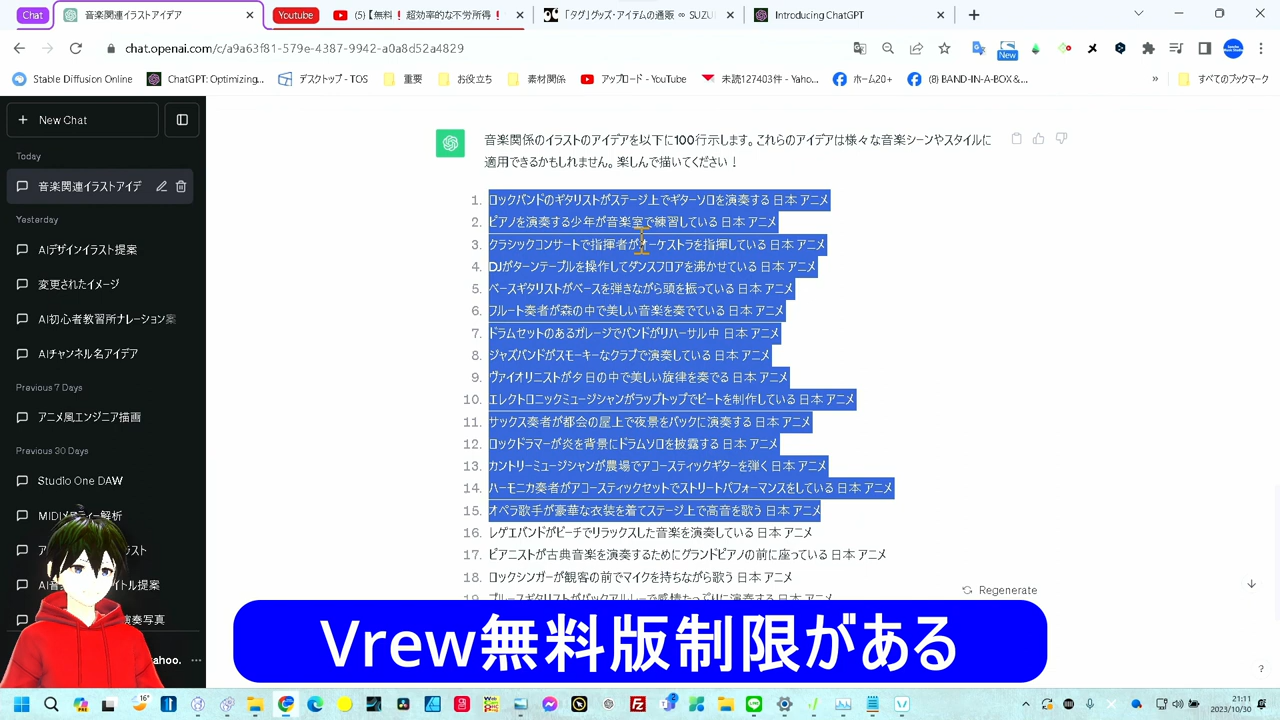 Chat
音楽関係イラストアイデア
Youtube
(5)【無料❗超効率的な不労所得❗
「タグ」グッズ・アイテムの通販 ∞ SUZU
Introducing ChatGPT
chat.openai.com/c/a9a63f81-579e-4387-9942-a0a8d52a4829
New
Stable Diffusion Online
ChatGPT: Optimizing...
デスクトップ - TOS
重要
お役立ち
素材関係
アップロード - YouTube
未読127403件 - Yaho...
ホーム20+
(8) BAND-IN-A-BOX &...
»
すべてのブックマーク
New Chat
Today
音楽関連イラストアイデ
Yesterday
AIデザインイラスト提案
変更されたイメージ
AI初心者教習所ナレーション案
AIチャンネル名アイデア
Previous 7 Days
アニメ風エンジニア描画
Previous 30 Days
Studio One DAW
音楽関係のイラストのアイデアを以下に100行示します。これらのアイデアは様々な音楽シーンやスタイルに
適用できるかもしれません。楽しんで描いてください！
1. ロックバンドのギタリストがステージ上でギターソロを演奏する 日本 アニメ
2. ピアノを演奏する少年が音楽室で練習している 日本 アニメ
3. クラシックコンサートで指揮者がオーケストラを指揮している 日本 アニメ
4. DJがターンテーブルを操作してダンスフロアを沸かせている 日本 アニメ
5. ベースギタリストがベースを弾きながら頭を振っている 日本 アニメ
6. フルート奏者が森の中で美しい音楽を奏でている 日本 アニメ
7. ドラムセットのあるガレージでバンドがリハーサル中 日本 アニメ
8. ジャズバンドがスモーキーなクラブで演奏している 日本 アニメ
9. ヴァイオリニストが夕日の中で美しい旋律を奏でる 日本 アニメ
10. エレクトロニックミュージシャンがラップトップでビートを制作している 日本 アニメ
11. サックス奏者が都会の屋上で夜景をバックに演奏する 日本 アニメ
12. ロックドラマーが炎を背景にドラムソロを披露する 日本 アニメ
13. カントリーミュージシャンが農場でアコースティックギターを弾く 日本 アニメ
14. ハーモニカ奏者がアコースティックセットでストリートパフォーマンスをしている 日本 アニメ
15. オペラ歌手が豪華な衣装を着てステージ上で高音を歌う 日本 アニメ
16. レゲエバンドがビーチでリラックスした音楽を演奏している 日本 アニメ
17. ピアニストが古典音楽を演奏するためにグランドピアノの前に座っている 日本 アニメ
18. ロックシンガーが観客の前でマイクを持ちながら歌う 日本 アニメ
Regenerate
Vrew無料版制限がある
ahoo.
?
16°
21:11
2023/10/30